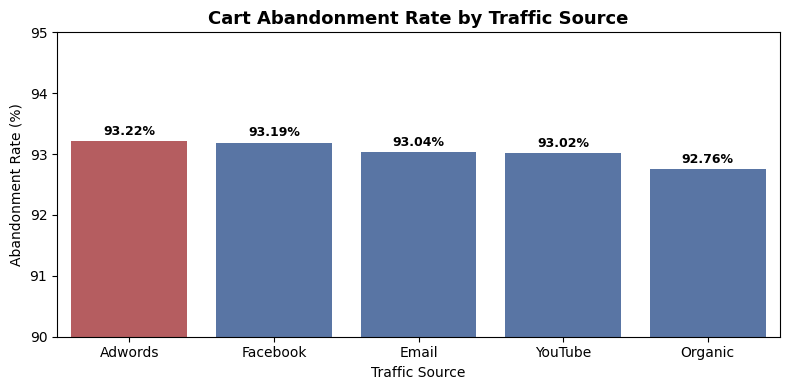 Cart Abandonment Rate by Traffic Source
Abandonment Rate (%)
95
94
93
92
91
90
93.22%
93.19%
93.04%
93.02%
92.76%
Adwords
Facebook
Email
YouTube
Organic
Traffic Source